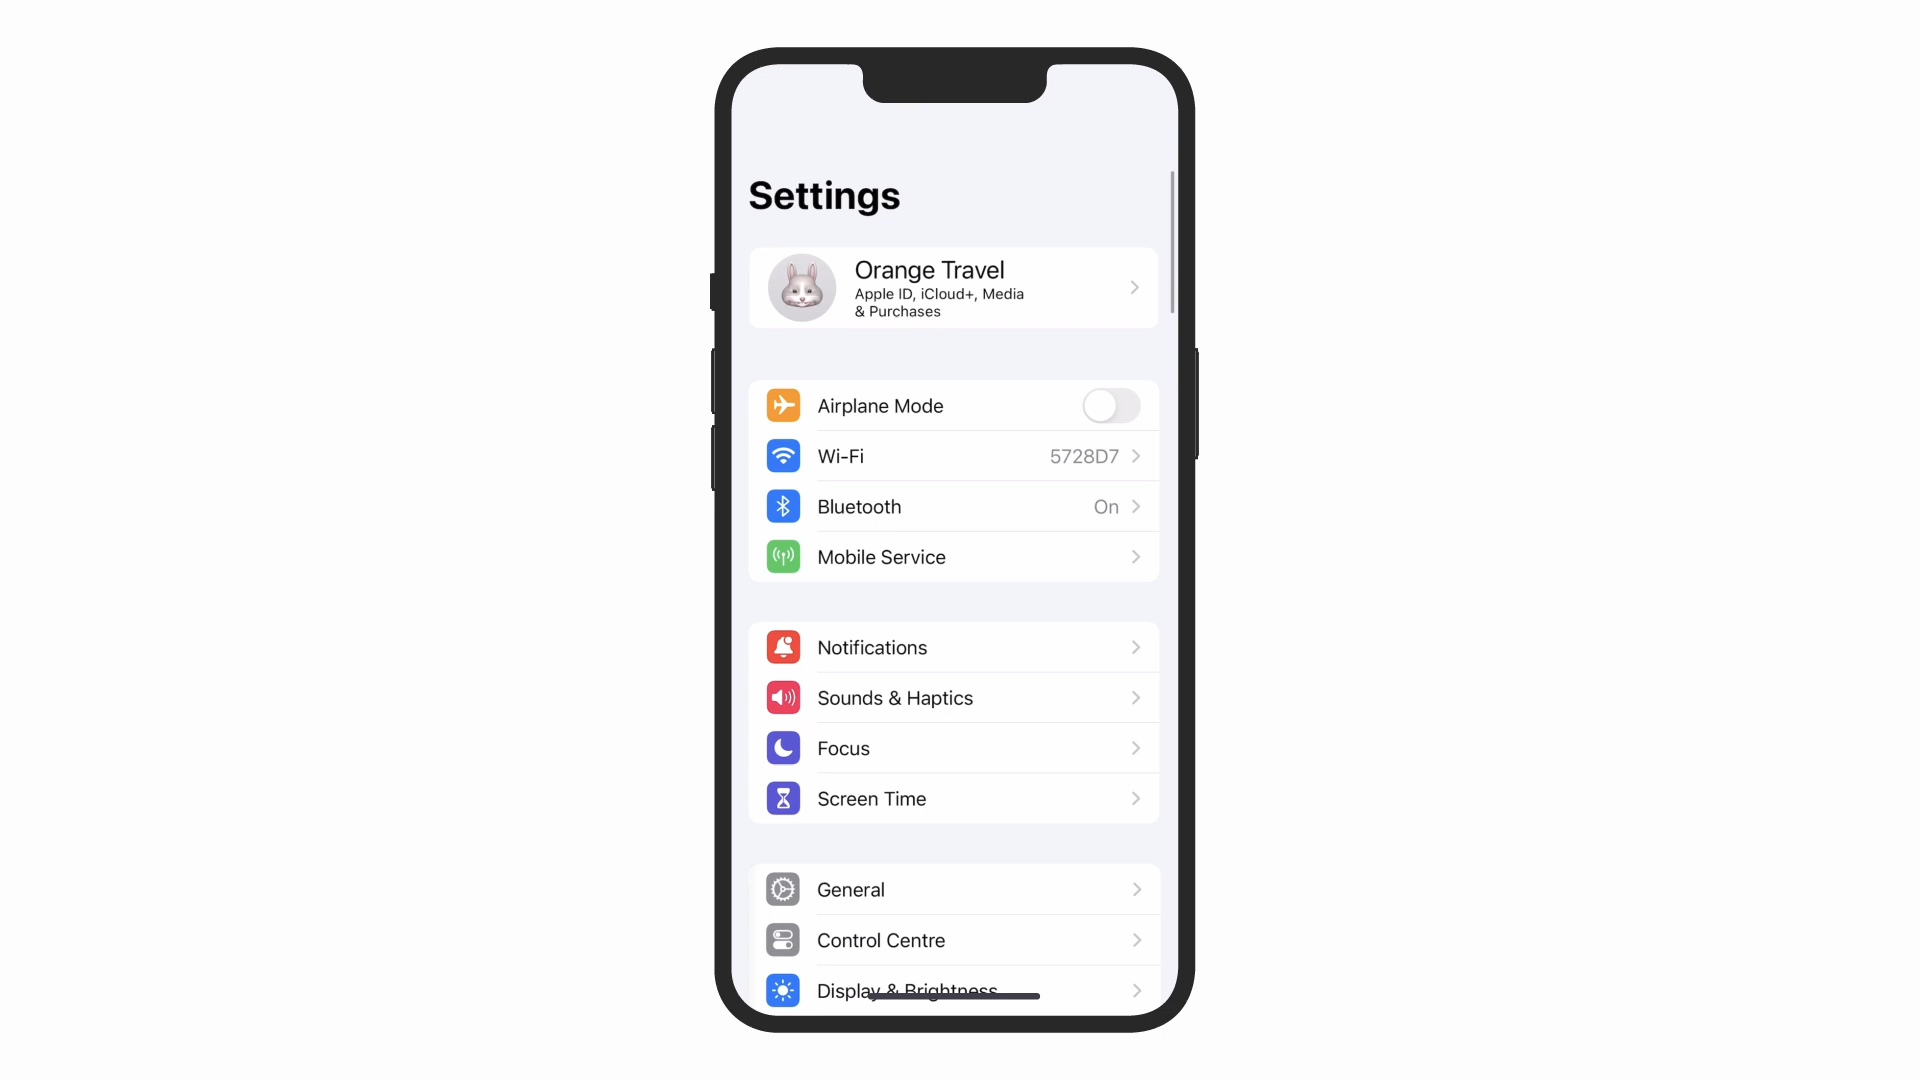 Settings
Orange Travel
Apple ID, iCloud+, Media
& Purchases
Airplane Mode
Wi-Fi 5728D7
Bluetooth On
Mobile Service
Notifications
Sounds & Haptics
Focus
Screen Time
General
Control Centre
Display & Brightness